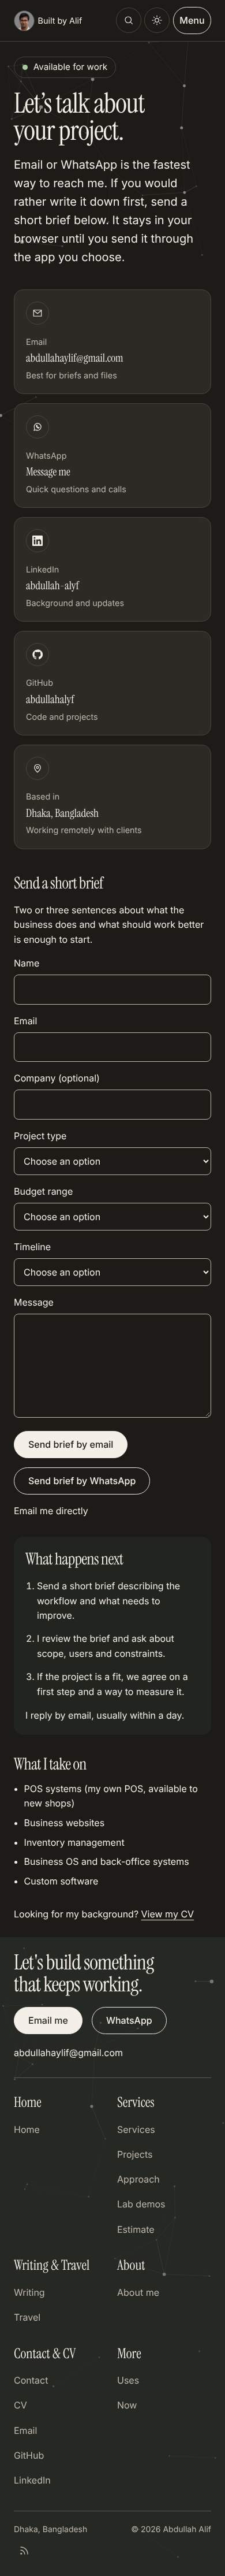 Built by Alif
Menu
Available for work
Let’s talk about
your project.
Email or WhatsApp is the fastest
way to reach me. If you would
rather write it down first, send a
short brief below. It stays in your
browser until you send it through
the app you choose.
Email
abdullahaylif@gmail.com
Best for briefs and files
WhatsApp
Message me
Quick questions and calls
LinkedIn
abdullah-alyf
Background and updates
GitHub
abdullahalyf
Code and projects
Based in
Dhaka, Bangladesh
Working remotely with clients
Send a short brief
Two or three sentences about what the
business does and what should work better
is enough to start.
Name
Email
Company (optional)
Project type
Choose an option
Budget range
Choose an option
Timeline
Choose an option
Message
Send brief by email
Send brief by WhatsApp
Email me directly
What happens next
1. Send a short brief describing the
workflow and what needs to
improve.
2. I review the brief and ask about
scope, users and constraints.
3. If the project is a fit, we agree on a
first step and a way to measure it.
I reply by email, usually within a day.
What I take on
• POS systems (my own POS, available to
new shops)
• Business websites
• Inventory management
• Business OS and back-office systems
• Custom software
Looking for my background? View my CV
Let's build something
that keeps working.
Email me
WhatsApp
abdullahaylif@gmail.com
Home
Home
Services
Services
Projects
Approach
Lab demos
Estimate
Writing & Travel
Writing
Travel
About
About me
Contact & CV
Contact
CV
Email
GitHub
LinkedIn
More
Uses
Now
Dhaka, Bangladesh
© 2026 Abdullah Alif